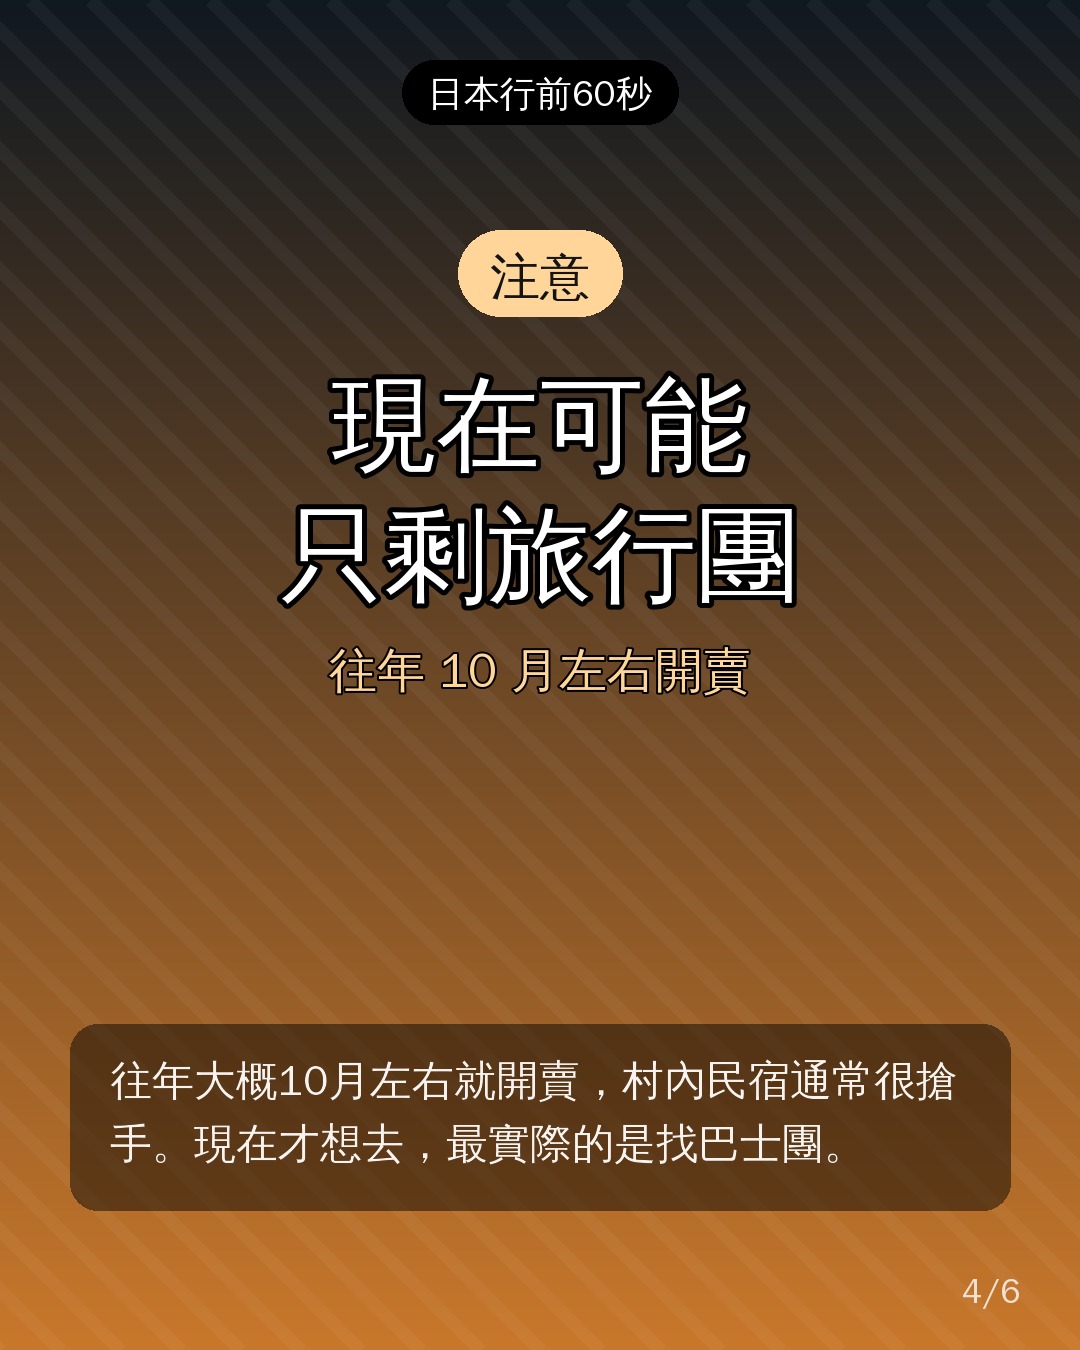 日本行前60秒
注意
現在可能
只剩旅行團
往年 10 月左右開賣
往年大概10月左右就開賣，村內民宿通常很搶
手。現在才想去，最實際的是找巴士團。
4/6